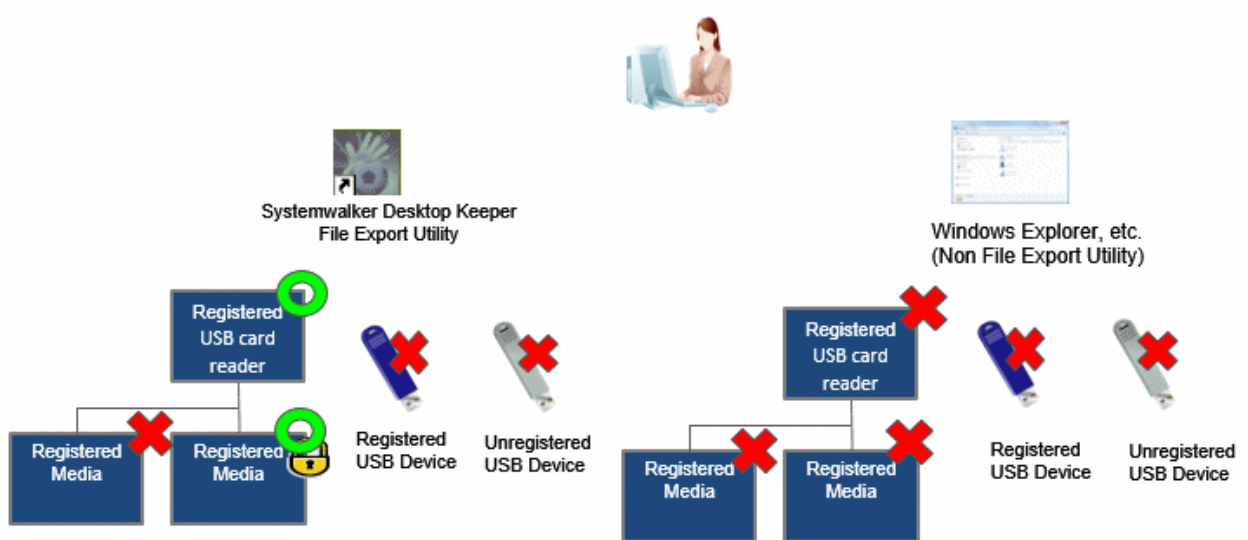 Systemwalker Desktop Keeper
File Export Utility
Windows Explorer, etc.
(Non File Export Utility)
Registered
USB card
reader
Registered
Media
Registered
Media
Registered
USB Device
Unregistered
USB Device
Registered
USB card
reader
Registered
Media
Registered
Media
Registered
USB Device
Unregistered
USB Device